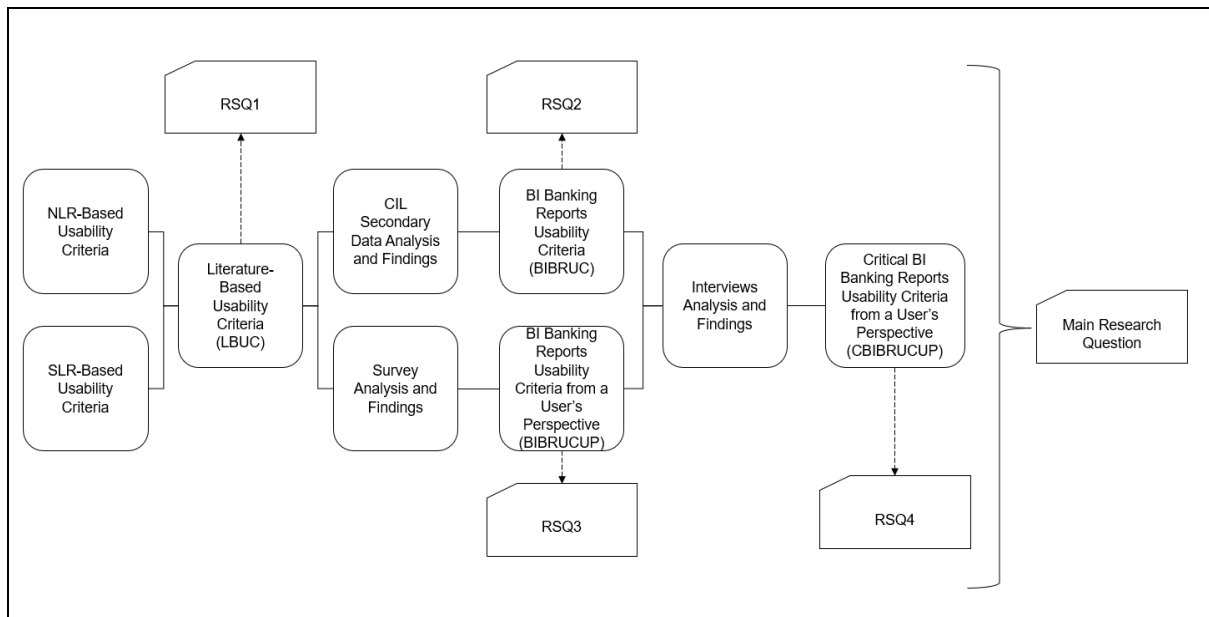 RSQ1
RSQ2
NLR-Based
Usability
Criteria
SLR-Based
Usability
Criteria
Literature-
Based
Usability
Criteria
(LBUC)
CIL
Secondary
Data Analysis
and Findings
Survey
Analysis and
Findings
BI Banking
Reports
Usability
Criteria
(BIBRUC)
BI Banking
Reports
Usability
Criteria from a
User's
Perspective
(BIBRUCUP)
Interviews
Analysis and
Findings
Critical BI
Banking Reports
Usability Criteria
from a User's
Perspective
(CBIBRUCUP)
Main Research
Question
RSQ3
RSQ4